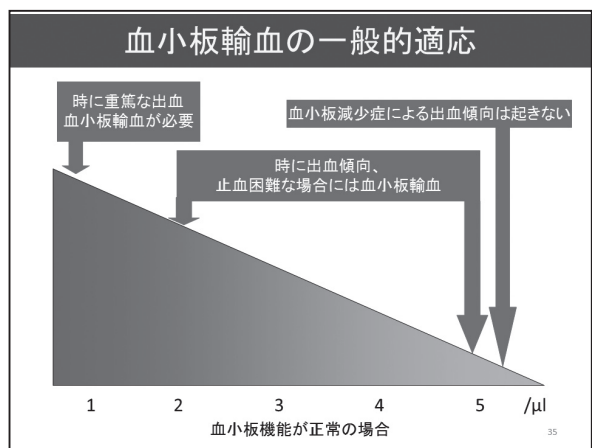 血小板輸血の一般的適応
時に重篤な出血
血小板輸血が必要
血小板減少症による出血傾向は起きない
時に出血傾向、
止血困難な場合には血小板輸血
1 2 3 4 5 /μl
血小板機能が正常の場合
35